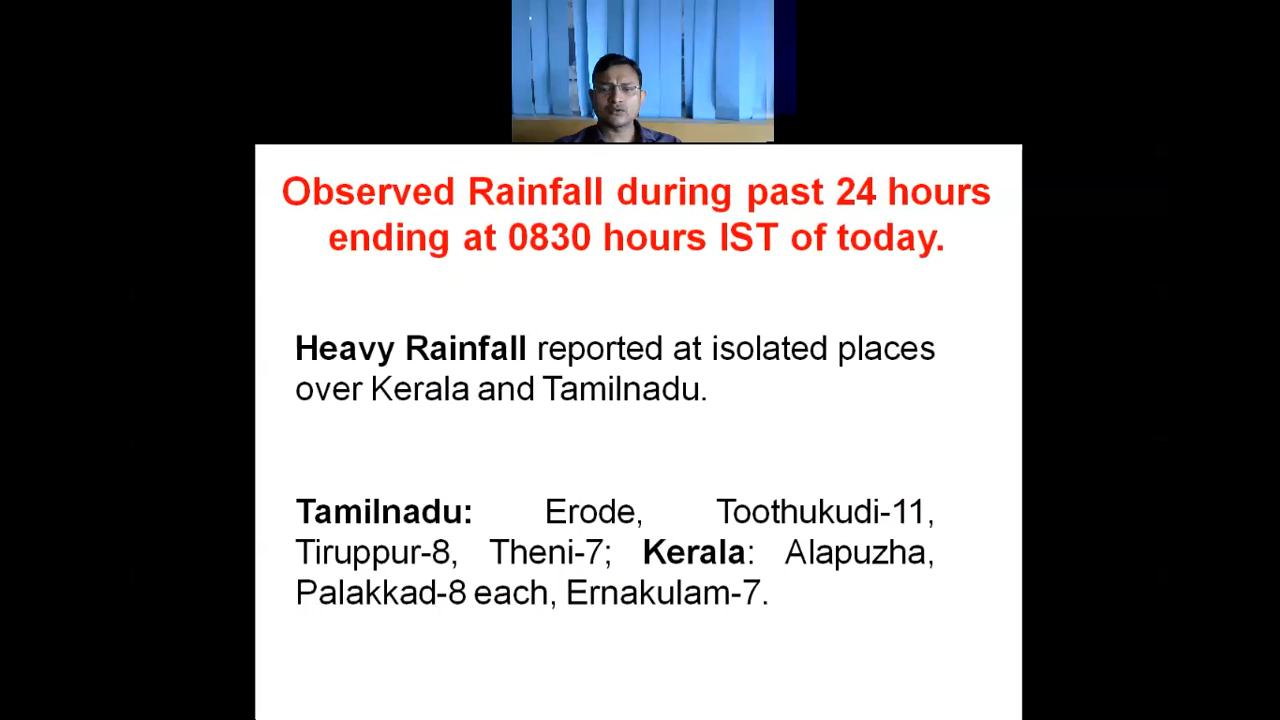 Observed Rainfall during past 24 hours
ending at 0830 hours IST of today.
Heavy Rainfall reported at isolated places
over Kerala and Tamilnadu.
Tamilnadu: Erode, Toothukudi-11,
Tiruppur-8, Theni-7; Kerala: Alapuzha,
Palakkad-8 each, Ernakulam-7.